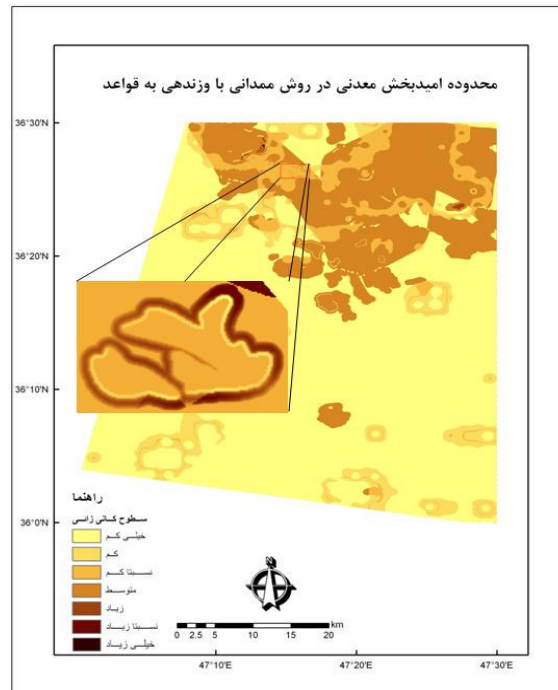 محدوده امیدبخش معدنی در روش ممدانی با وزندهی به قواعد
36°30'N
36°20'N
36°10'N
36°0'N
راهنما
سطوح کانی زائی
خیلی کم
کم
نسبتا کم
متوسط
زیاد
نسبتا زیاد
خیلی زیاد
km
0 2.5 5 10 15 20
47°10'E 47°20'E 47°30'E